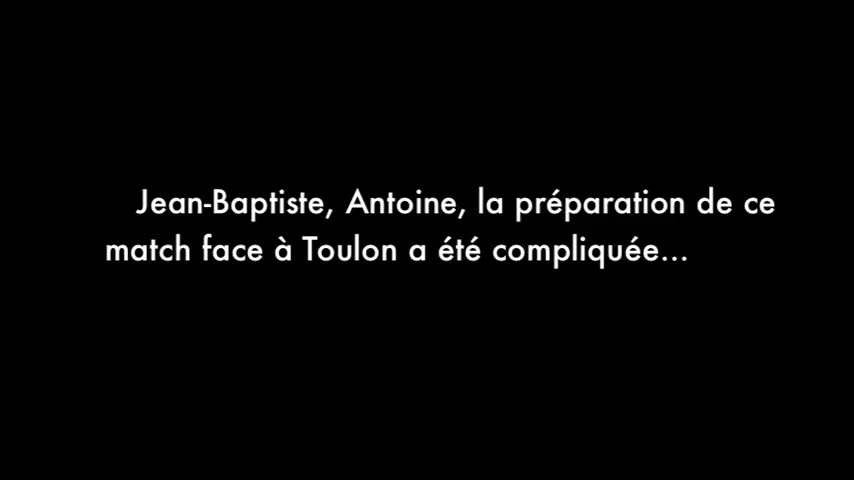 Jean-Baptiste, Antoine, la préparation de ce
match face à Toulon a été compliquée...